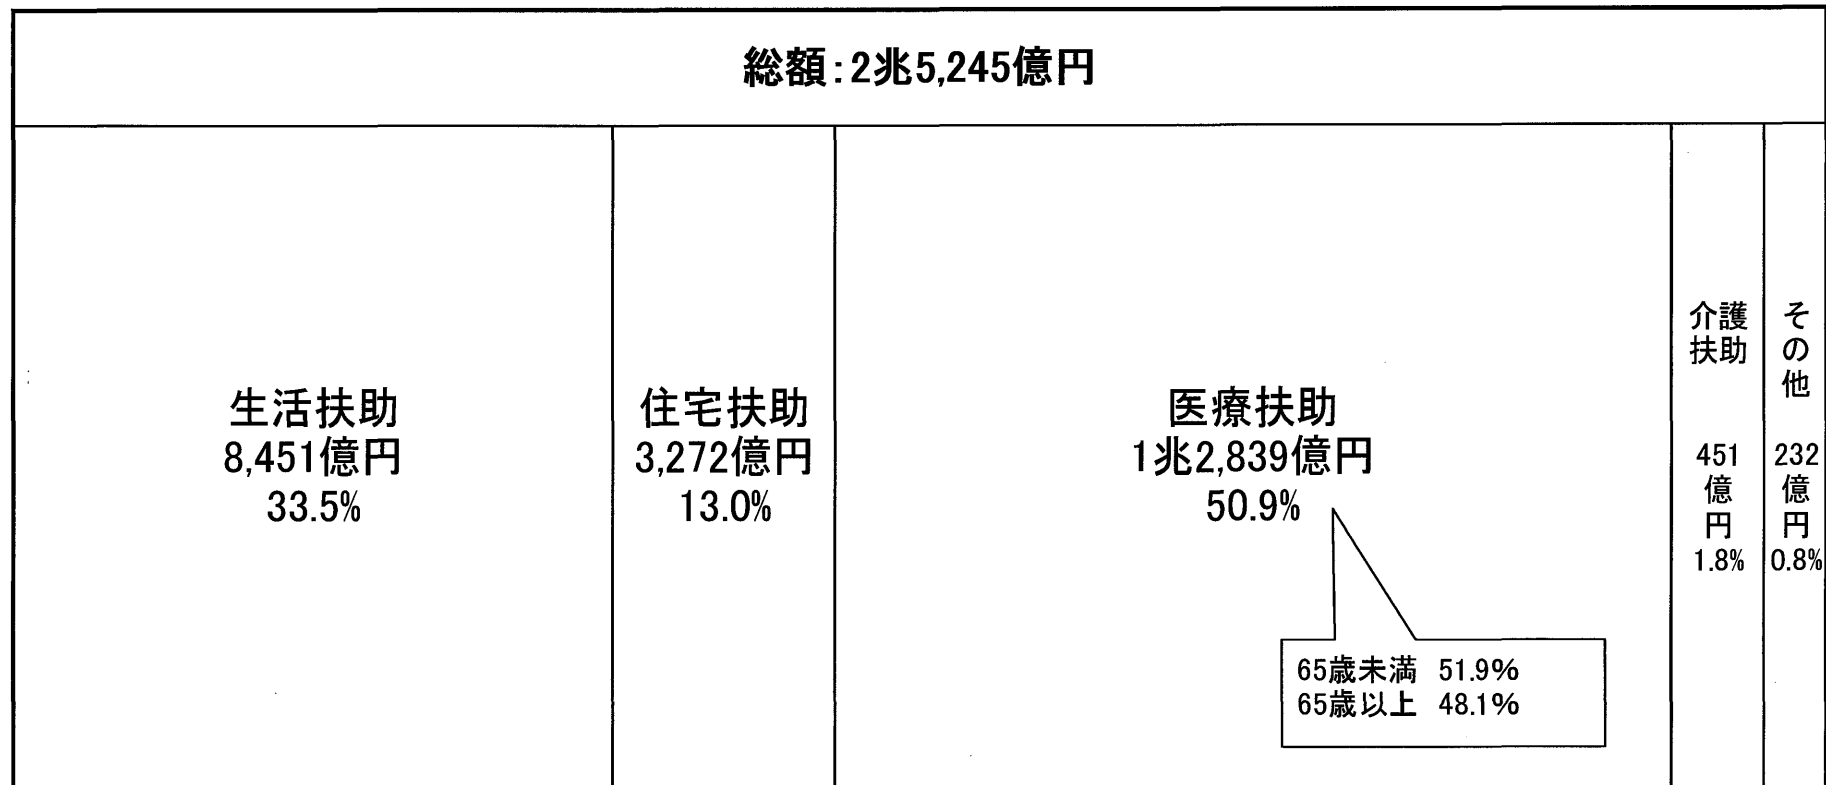 総額:2兆5,245億円
生活扶助
8,451億円
33.5%
住宅扶助
3,272億円
13.0%
医療扶助
1兆2,839億円
50.9%
65歳未満 51.9%
65歳以上 48.1%
介護
扶助
451
億
円
1.8%
そ
の
他
232
億
円
0.8%